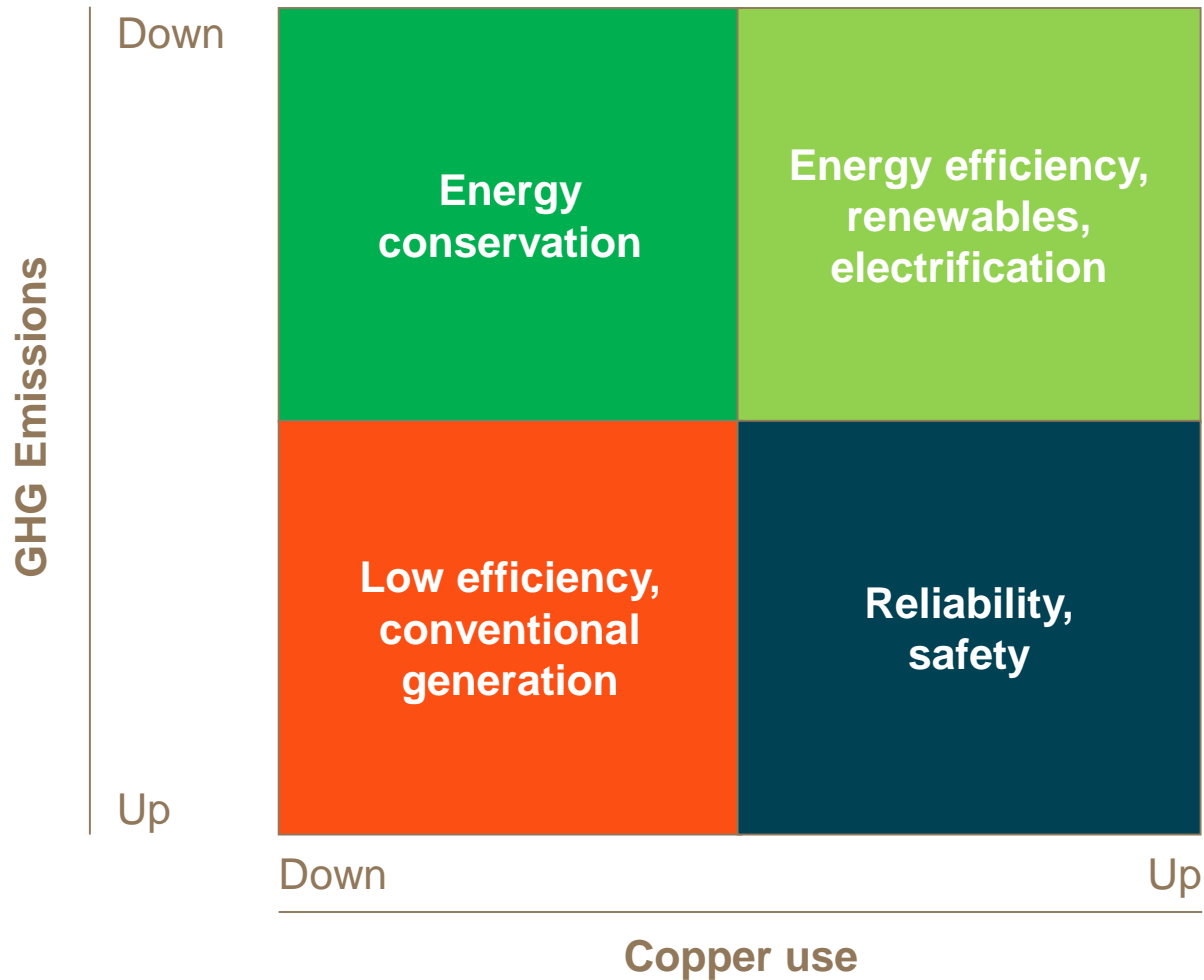 Down
GHG Emissions
Up
Energy
conservation
Energy efficiency,
renewables,
electrification
Low efficiency,
conventional
generation
Reliability,
safety
Down
Up
Copper use